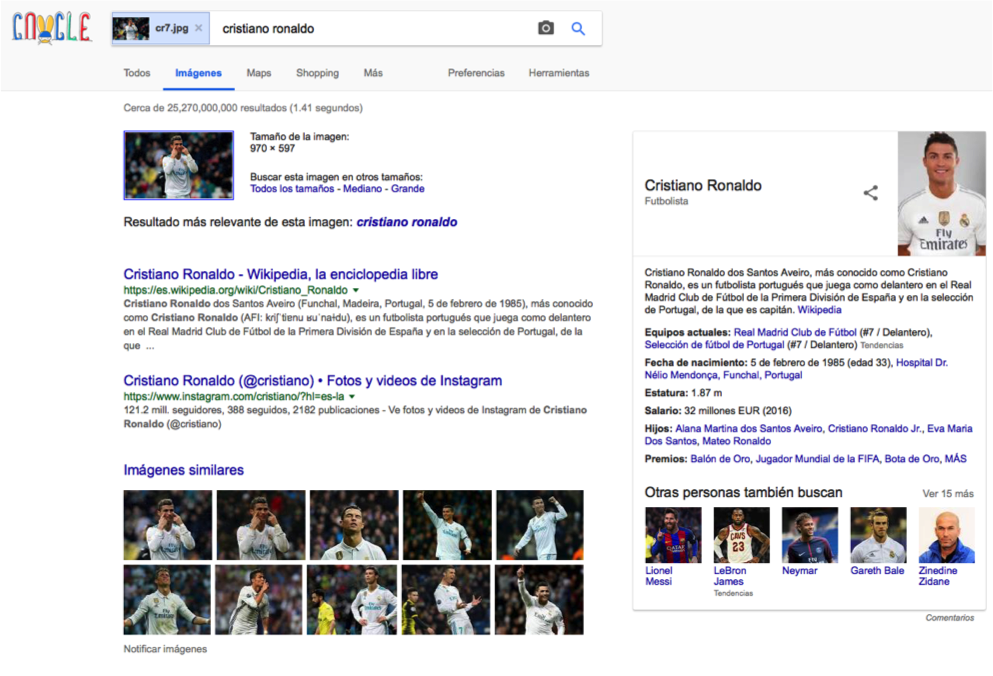 GOOGLE
cr7.jpg × cristiano ronaldo
Todos Imágenes Maps Shopping Más Preferencias Herramientas
Cerca de 25,270,000,000 resultados (1.41 segundos)
Tamaño de la imagen:
970 × 597
Buscar esta imagen en otros tamaños:
Todos los tamaños - Mediano - Grande
Resultado más relevante de esta imagen: cristiano ronaldo
Cristiano Ronaldo - Wikipedia, la enciclopedia libre
https://es.wikipedia.org/wiki/Cristiano_Ronaldo
Cristiano Ronaldo dos Santos Aveiro (Funchal, Madeira, Portugal, 5 de febrero de 1985), más conocido
como Cristiano Ronaldo (AFI: kɾiʃˈtienu ʁuˈnaɫdu), es un futbolista portugués que juega como delantero
en el Real Madrid Club de Fútbol de la Primera División de España y en la selección de Portugal, de la
que ...
Cristiano Ronaldo (@cristiano) • Fotos y videos de Instagram
https://www.instagram.com/cristiano/?hl=es-la
121.2 mill. seguidores, 388 seguidos, 2182 publicaciones - Ve fotos y videos de Instagram de Cristiano
Ronaldo (@cristiano)
Imágenes similares
Notificar imágenes
Cristiano Ronaldo
Futbolista
Fly
Emirates
Cristiano Ronaldo dos Santos Aveiro, más conocido como Cristiano
Ronaldo, es un futbolista portugués que juega como delantero en el Real
Madrid Club de Fútbol de la Primera División de España y en la selección
de Portugal, de la que es capitán. Wikipedia
Equipos actuales: Real Madrid Club de Fútbol (#7 / Delantero),
Selección de fútbol de Portugal (#7 / Delantero) Tendencias
Fecha de nacimiento: 5 de febrero de 1985 (edad 33), Hospital Dr.
Nélio Mendonça, Funchal, Portugal
Estatura: 1.87 m
Salario: 32 millones EUR (2016)
Hijos: Alana Martina dos Santos Aveiro, Cristiano Ronaldo Jr., Eva Maria
Dos Santos, Mateo Ronaldo
Premios: Balón de Oro, Jugador Mundial de la FIFA, Bota de Oro, MÁS
Otras personas también buscan Ver 15 más
CAVS
23
Lionel
Messi
LeBron
James
Tendencias
Neymar
Gareth Bale
Zinedine
Zidane
Comentarios